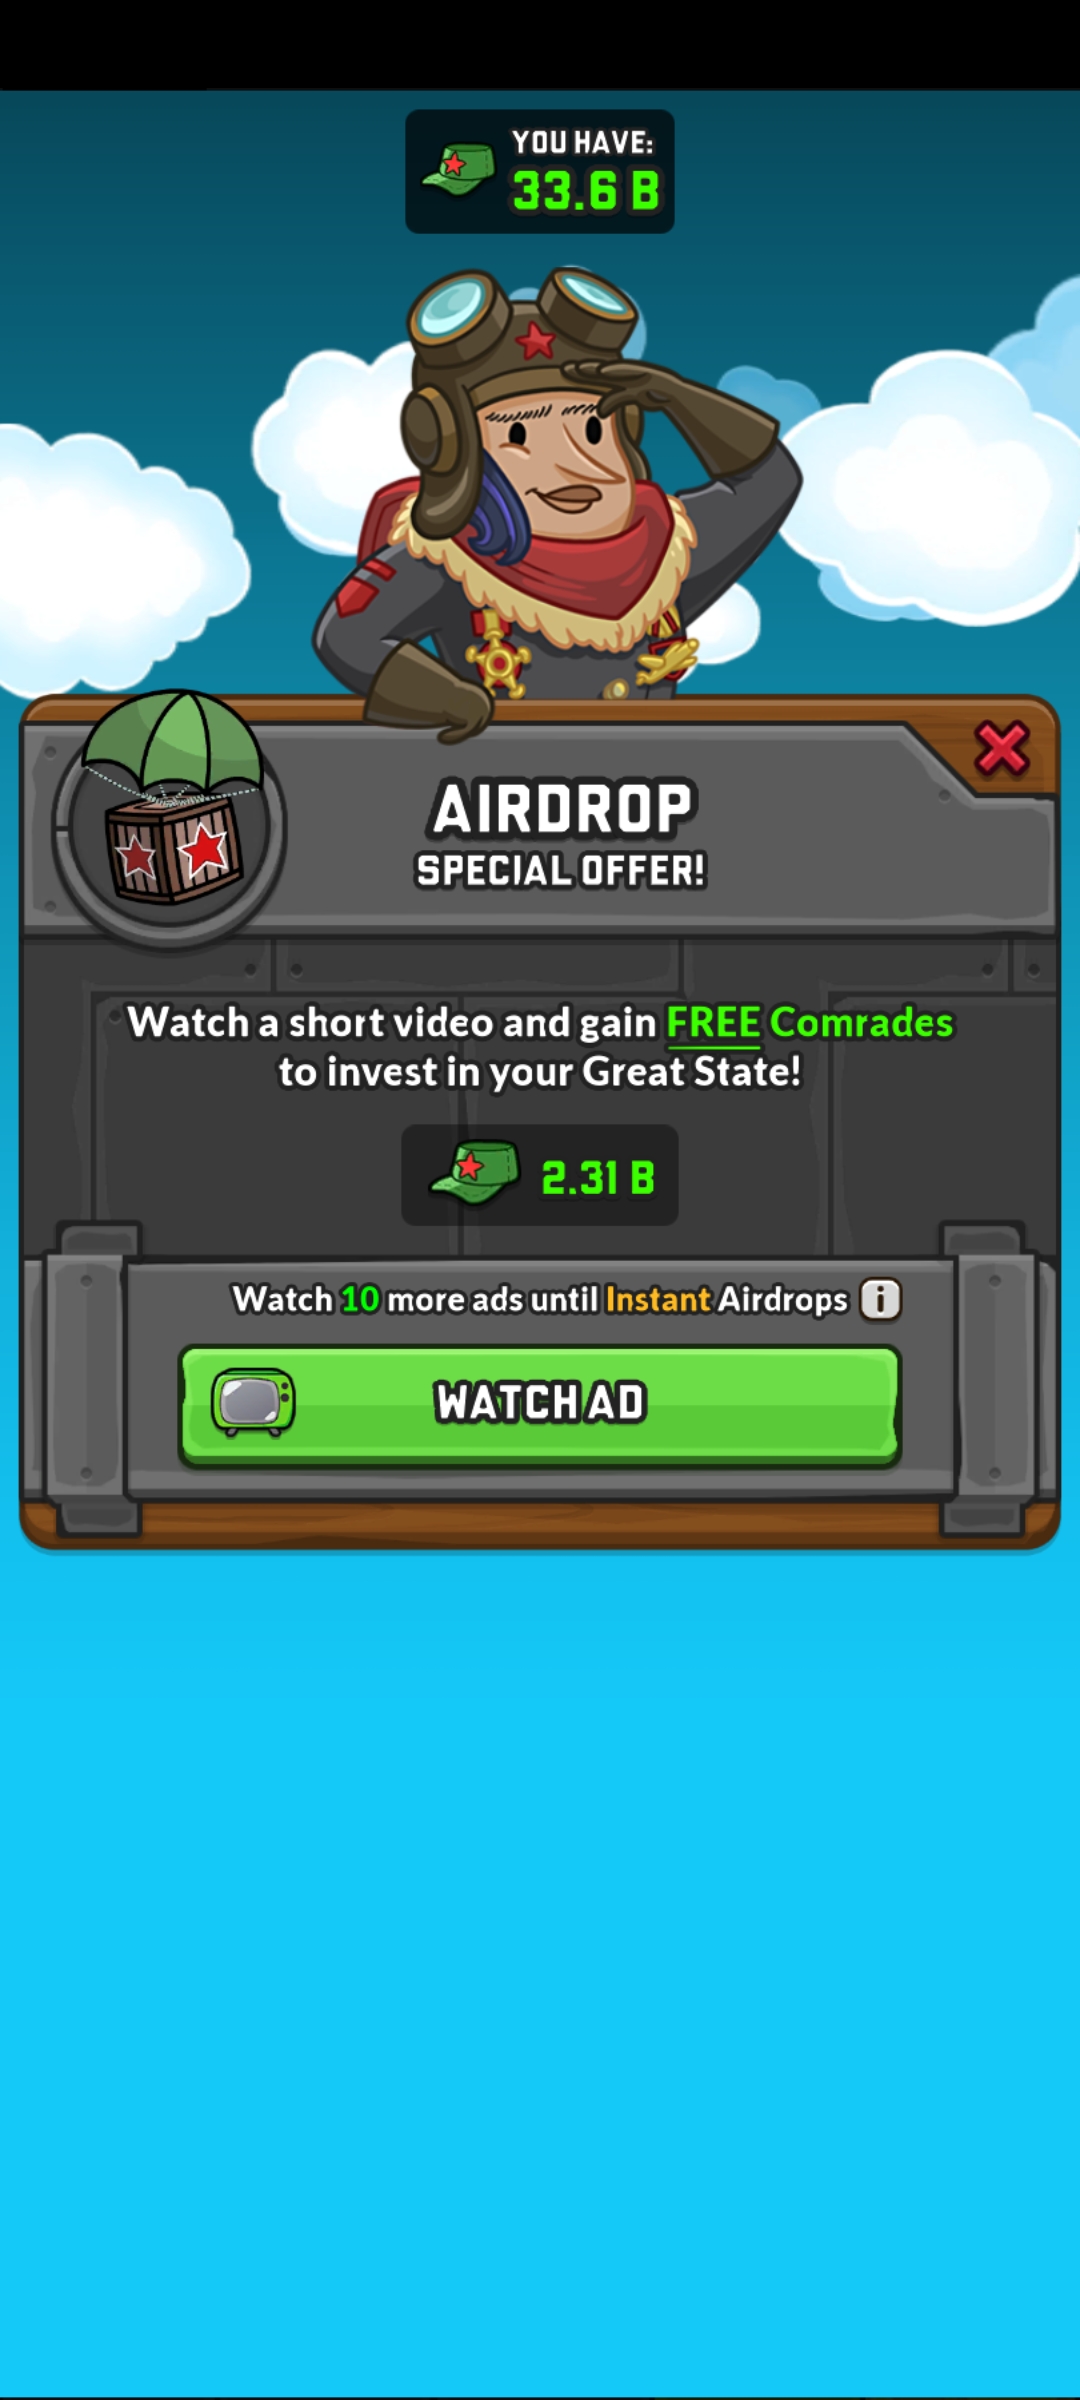 YOU HAVE:
33.6 B
AIRDROP
SPECIAL OFFER!
Watch a short video and gain FREE Comrades
to invest in your Great State!
2.31 B
Watch 10 more ads until Instant Airdrops i
WATCH AD